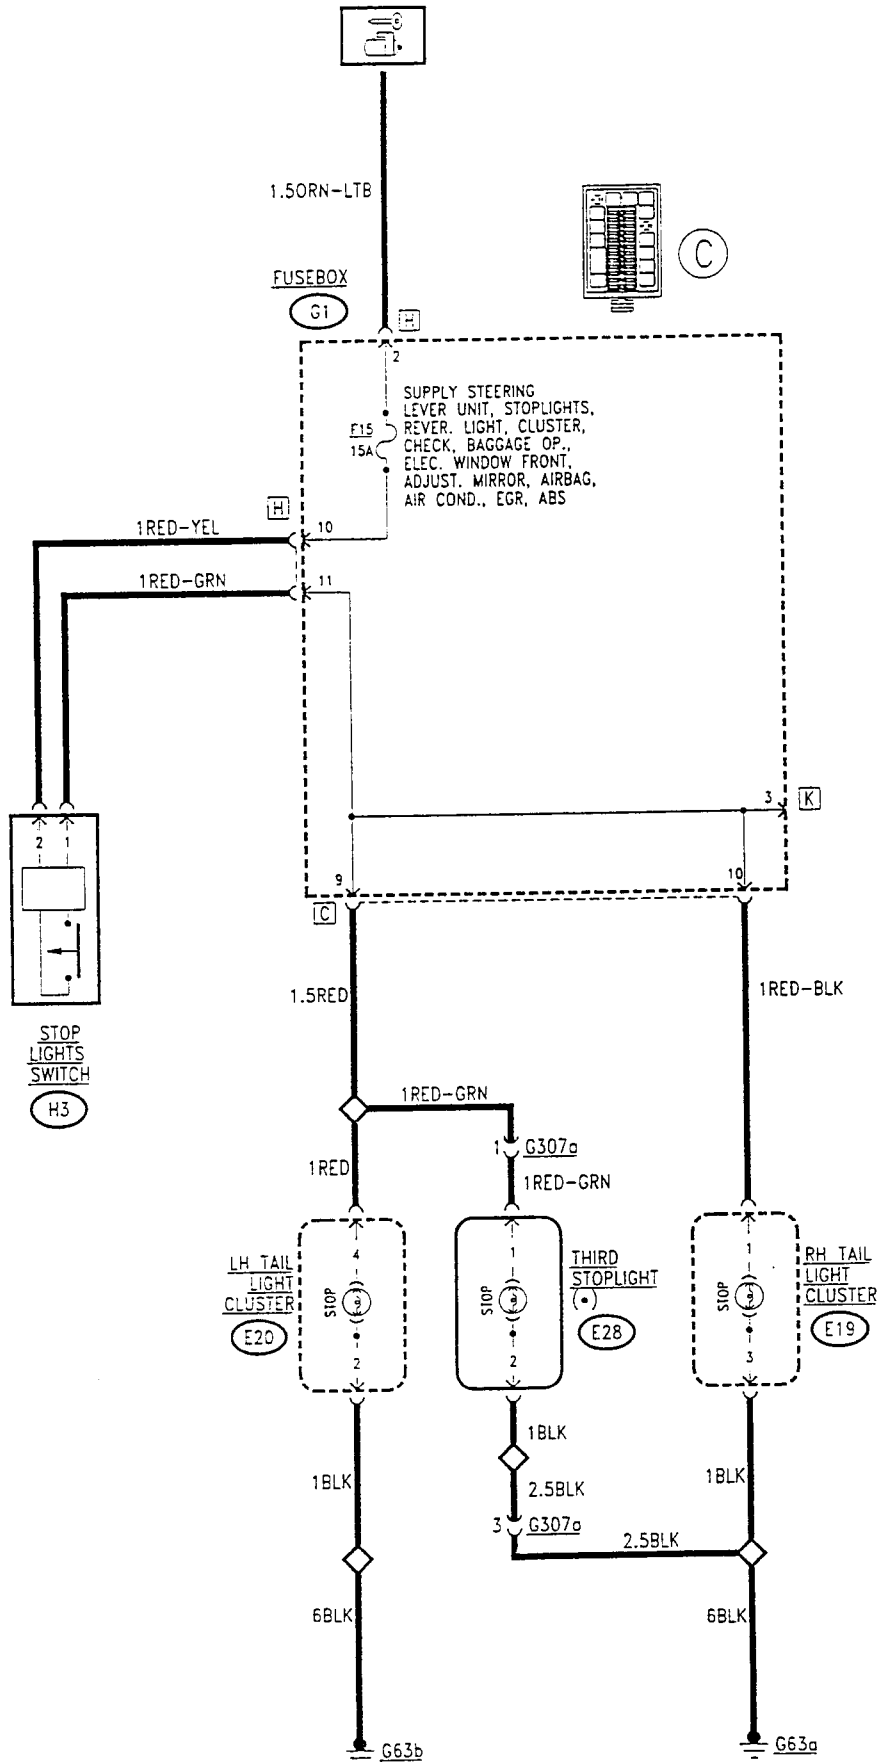 1.5ORN-LTB
C
FUSEBOX
G1
H
2
SUPPLY STEERING
LEVER UNIT, STOPLIGHTS,
REVER. LIGHT, CLUSTER,
CHECK, BAGGAGE OP.,
ELEC. WINDOW FRONT,
ADJUST. MIRROR, AIRBAG,
AIR COND., EGR, ABS
F15
15A
H
1RED-YEL
10
1RED-GRN
11
3
K
2 1
9
10
C
1.5RED
1RED-BLK
STOP
LIGHTS
SWITCH
H3
1RED-GRN
1 G307a
1RED
1RED-GRN
LH TAIL
LIGHT
CLUSTER
E20
4
STOP
2
1
STOP
2
THIRD
STOPLIGHT
E28
1
STOP
3
RH TAIL
LIGHT
CLUSTER
E19
1BLK
1BLK
2.5BLK
1BLK
3 G307a
2.5BLK
6BLK
6BLK
G63b
G63a